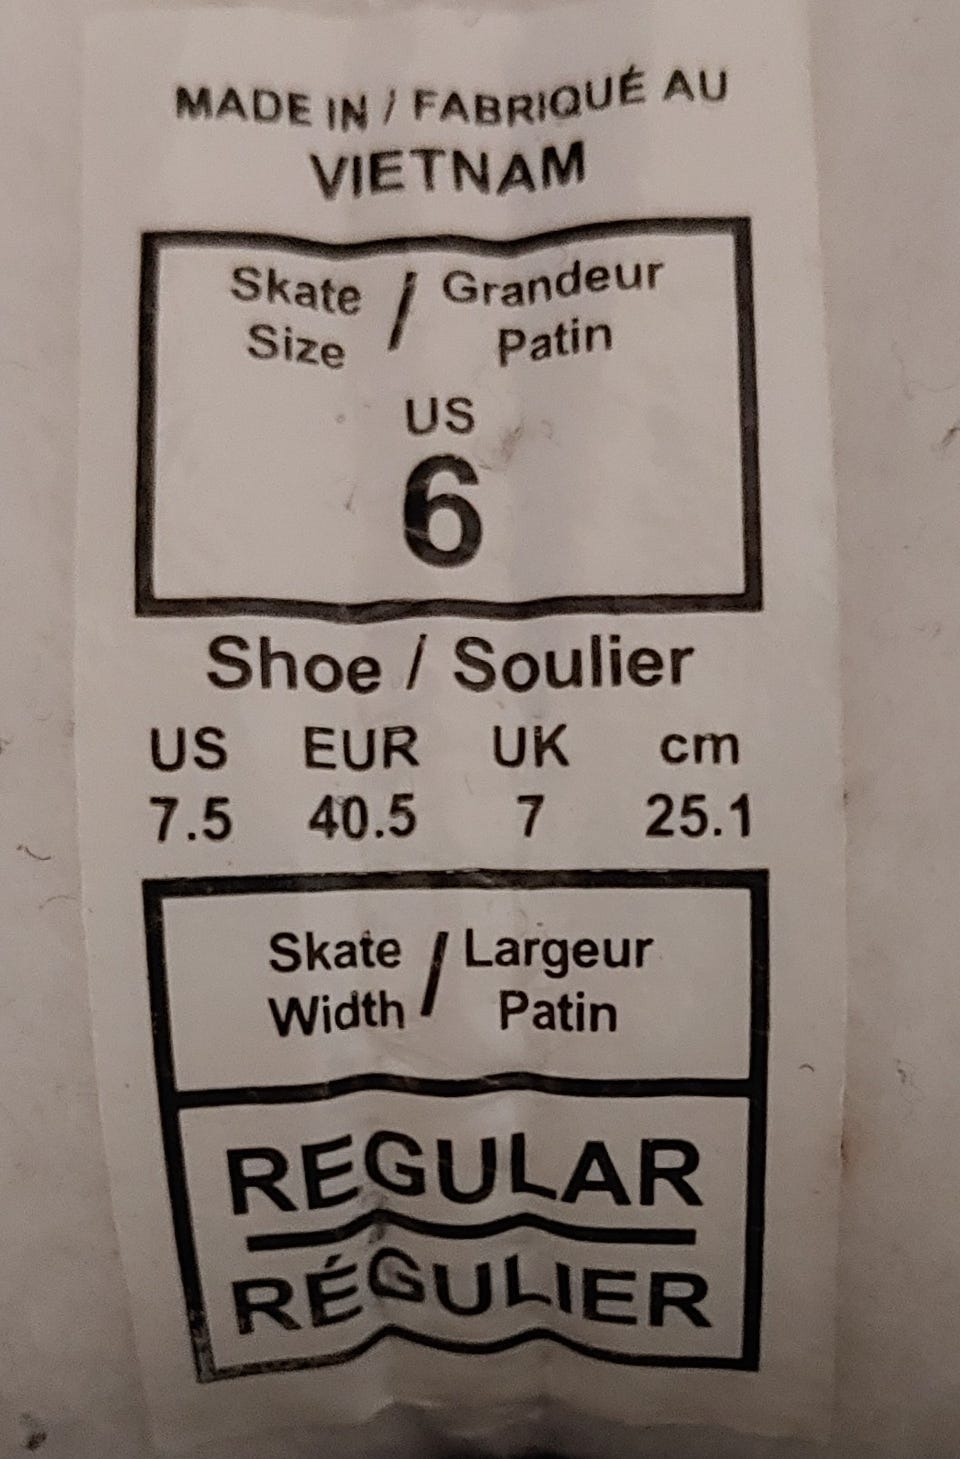 MADE IN / FABRIQUÉ AU
VIETNAM
Skate / Grandeur
Size Patin
US
6
Shoe / Soulier
US EUR UK cm
7.5 40.5 7 25.1
Skate / Largeur
Width Patin
REGULAR
RÉGULIER